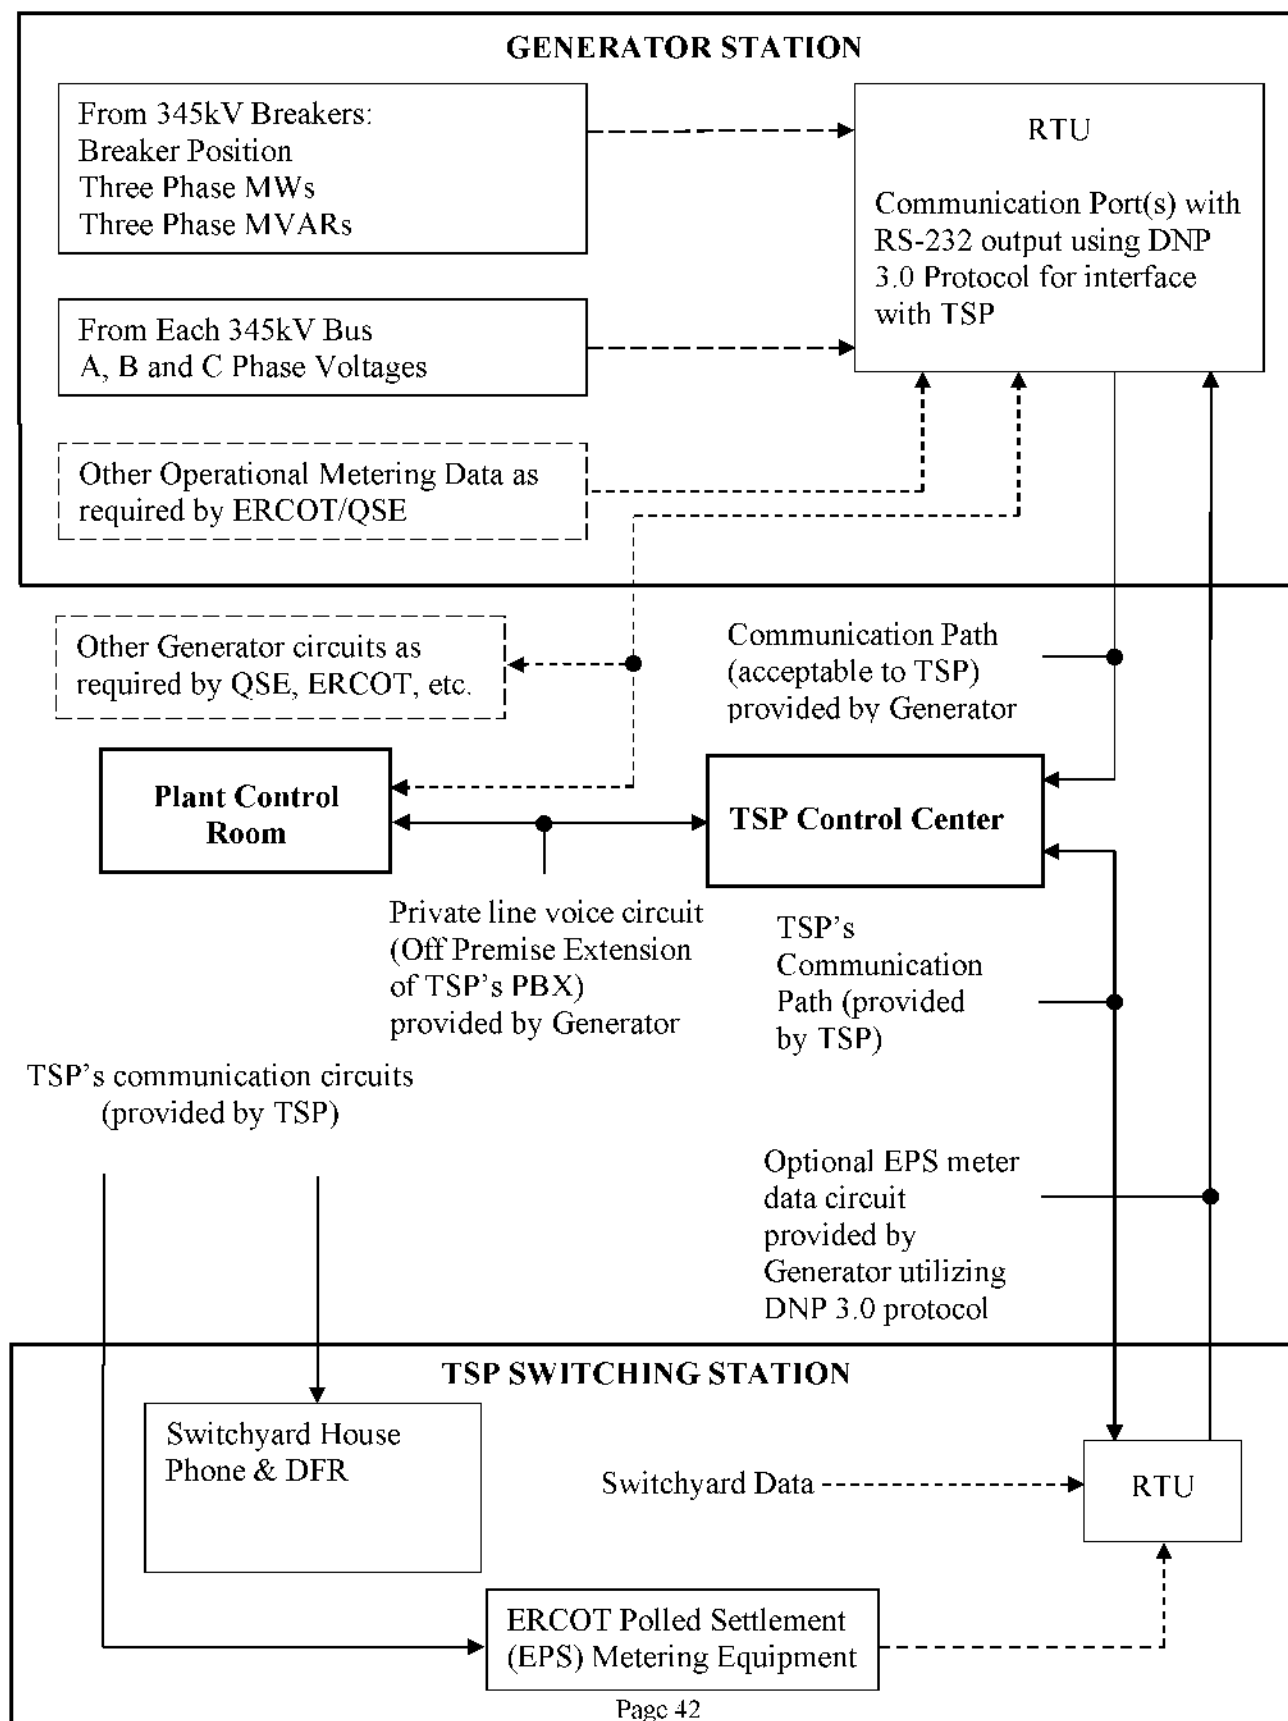 GENERATOR STATION
From 345kV Breakers:
Breaker Position
Three Phase MWs
Three Phase MVARs
RTU
Communication Port(s) with
RS-232 output using DNP
3.0 Protocol for interface
with TSP
From Each 345kV Bus
A, B and C Phase Voltages
Other Operational Metering Data as
required by ERCOT/QSE
Other Generator circuits as
required by QSE, ERCOT, etc.
Communication Path
(acceptable to TSP)
provided by Generator
Plant Control
Room
TSP Control Center
Private line voice circuit
(Off Premise Extension
of TSP's PBX)
provided by Generator
TSP's
Communication
Path (provided
by TSP)
TSP's communication circuits
(provided by TSP)
Optional EPS meter
data circuit
provided by
Generator utilizing
DNP 3.0 protocol
TSP SWITCHING STATION
Switchyard House
Phone & DFR
Switchyard Data
RTU
ERCOT Polled Settlement
(EPS) Metering Equipment
Page 42